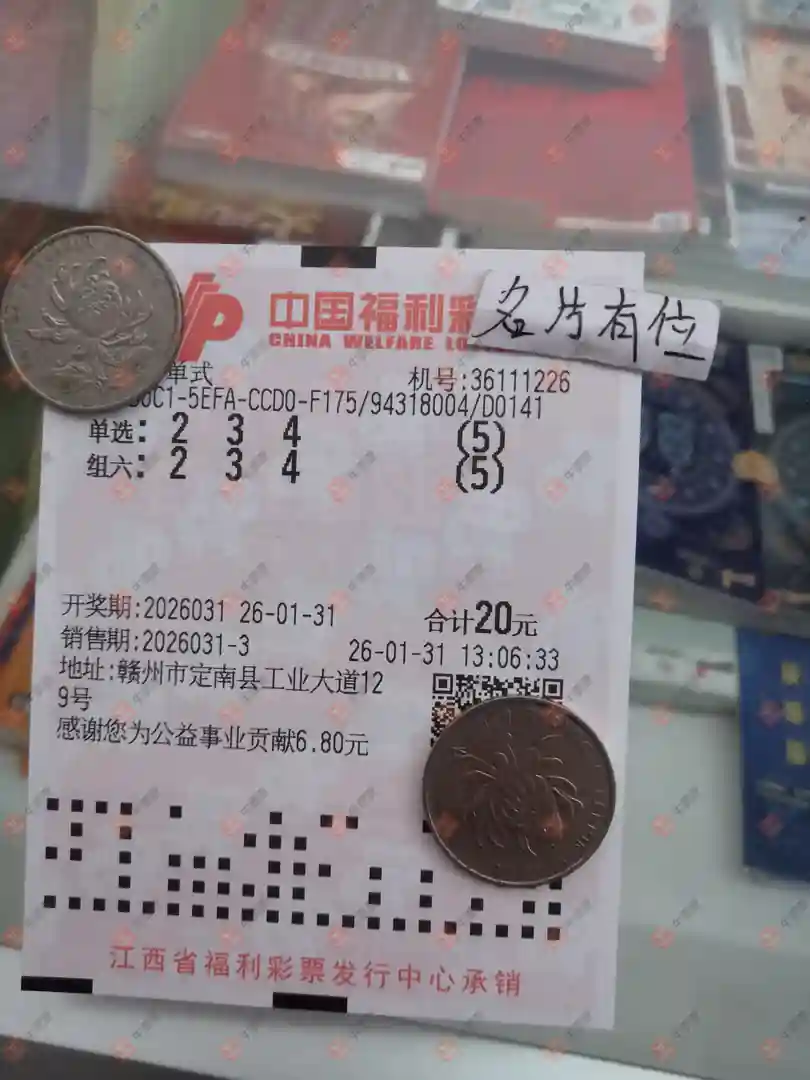 中国福利彩
名片有位
CHINA WELFARE LO
单式
机号:36111226
0C1-5EFA-CCD0-F175/94318004/D0141
单选: 2 3 4 (5)
组六: 2 3 4 (5)
开奖期:2026031 26-01-31
合计20元
销售期:2026031-3 26-01-31 13:06:33
地址:赣州市定南县工业大道12
9号
感谢您为公益事业贡献6.80元
江西省福利彩票发行中心承销